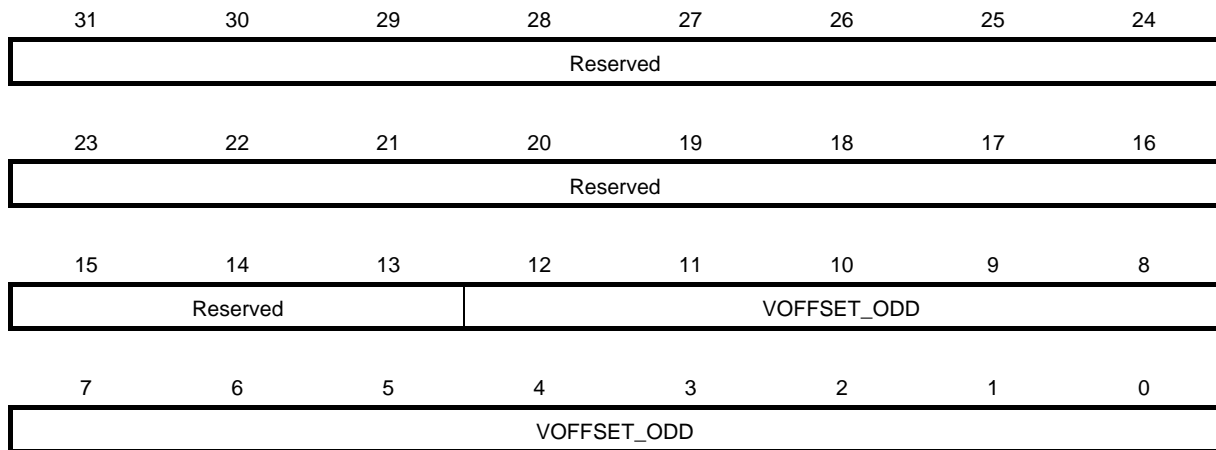 31 30 29 28 27 26 25 24
Reserved
23 22 21 20 19 18 17 16
Reserved
15 14 13 12 11 10 9 8
Reserved VOFFSET_ODD
7 6 5 4 3 2 1 0
VOFFSET_ODD